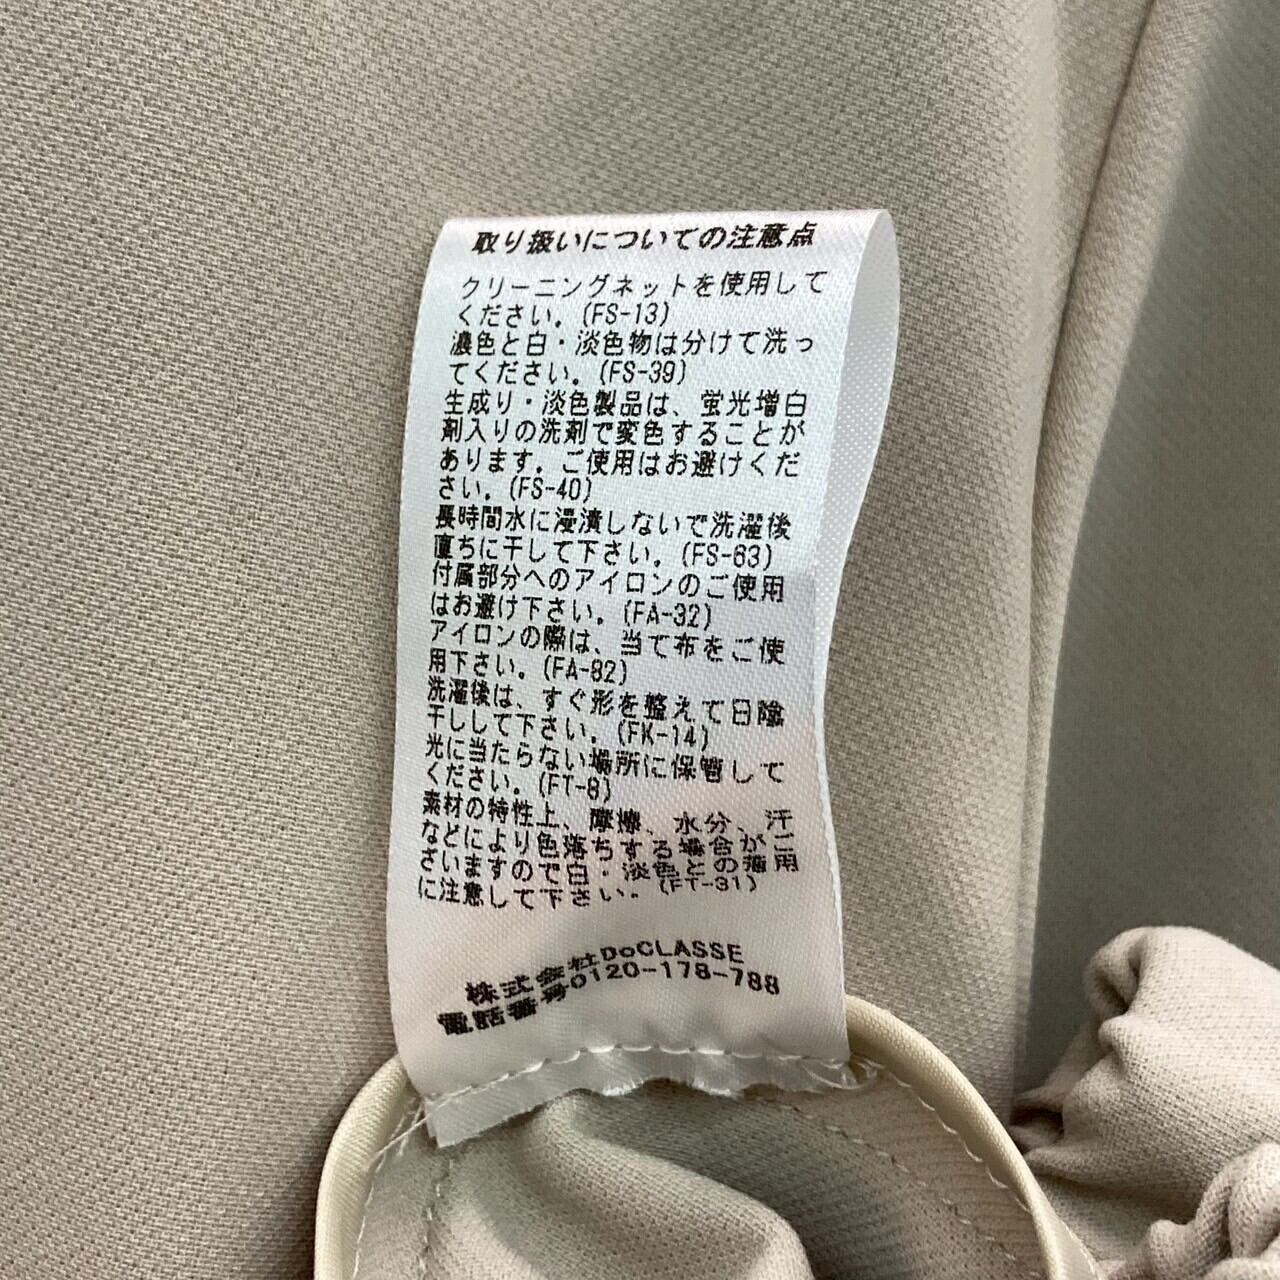 取り扱いについての注意点
クリーニングネットを使用して
ください。(FS-13)
濃色と白・淡色物は分けて洗っ
てください。(FS-39)
生成り・淡色製品は、蛍光増白
剤入りの洗剤で変色することが
あります。ご使用はお避けくだ
さい。(FS-40)
長時間水に浸漬しないで洗濯後
直ちに干して下さい。(FS-63)
付属部分へのアイロンのご使用
はお避け下さい。(FA-32)
アイロンの際は、当て布をご使
用下さい。(FA-82)
洗濯後は、すぐ形を整えて日陰
干しして下さい。(FK-14)
光に当たらない場所に保管して
ください。(FT-8)
素材の特性上、摩擦、水分、汗
などにより色落ちする場合がご
ざいますので白・淡色との着用
に注意して下さい。(FT-31)
株式会社DoCLASSE
電話番号0120-178-788